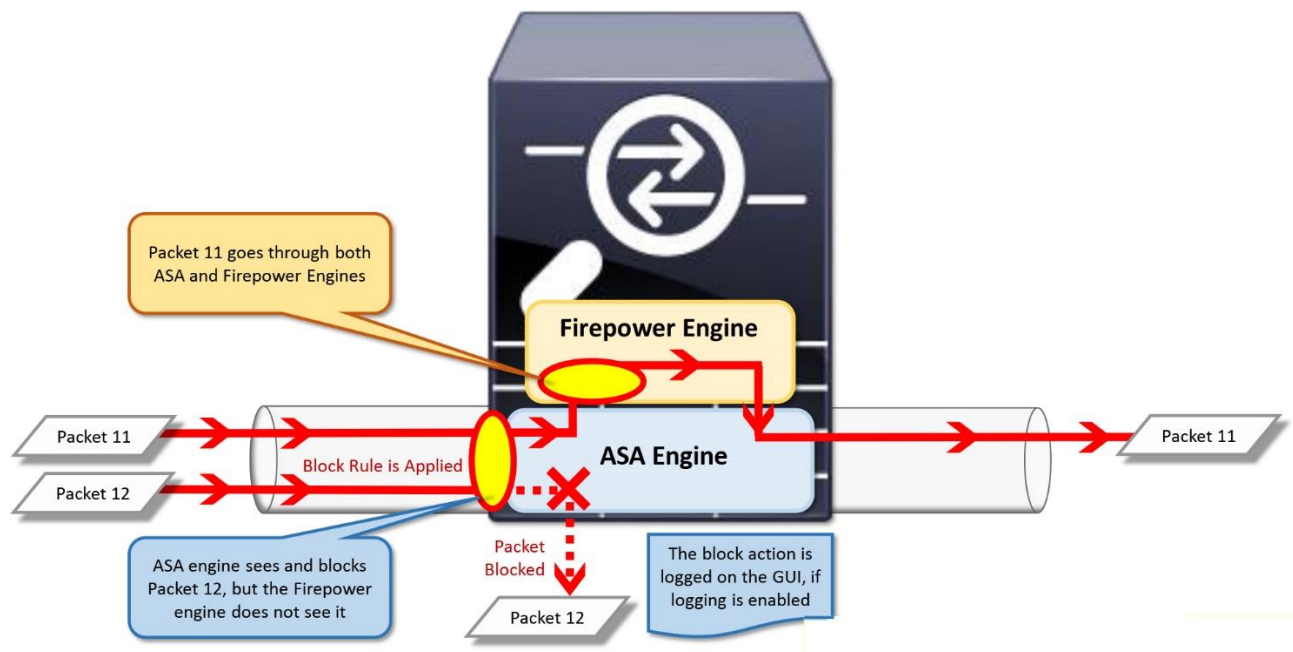 Packet 11 goes through both
ASA and Firepower Engines
Firepower Engine
Packet 11
Packet 11
Block Rule is Applied
ASA Engine
Packet 12
ASA engine sees and blocks
Packet 12, but the Firepower
engine does not see it
Packet
Blocked
Packet 12
The block action is
logged on the GUI, if
logging is enabled